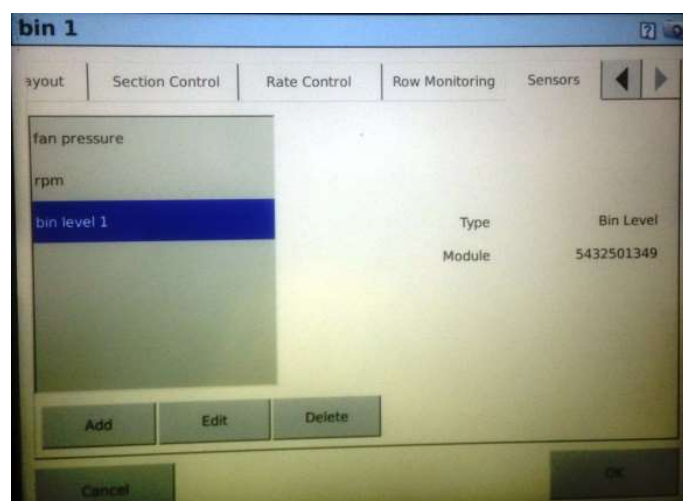 bin 1
?
ayout Section Control Rate Control Row Monitoring Sensors
fan pressure
rpm
bin level 1
Type Bin Level
Module 5432501349
Add Edit Delete
Cancel OK